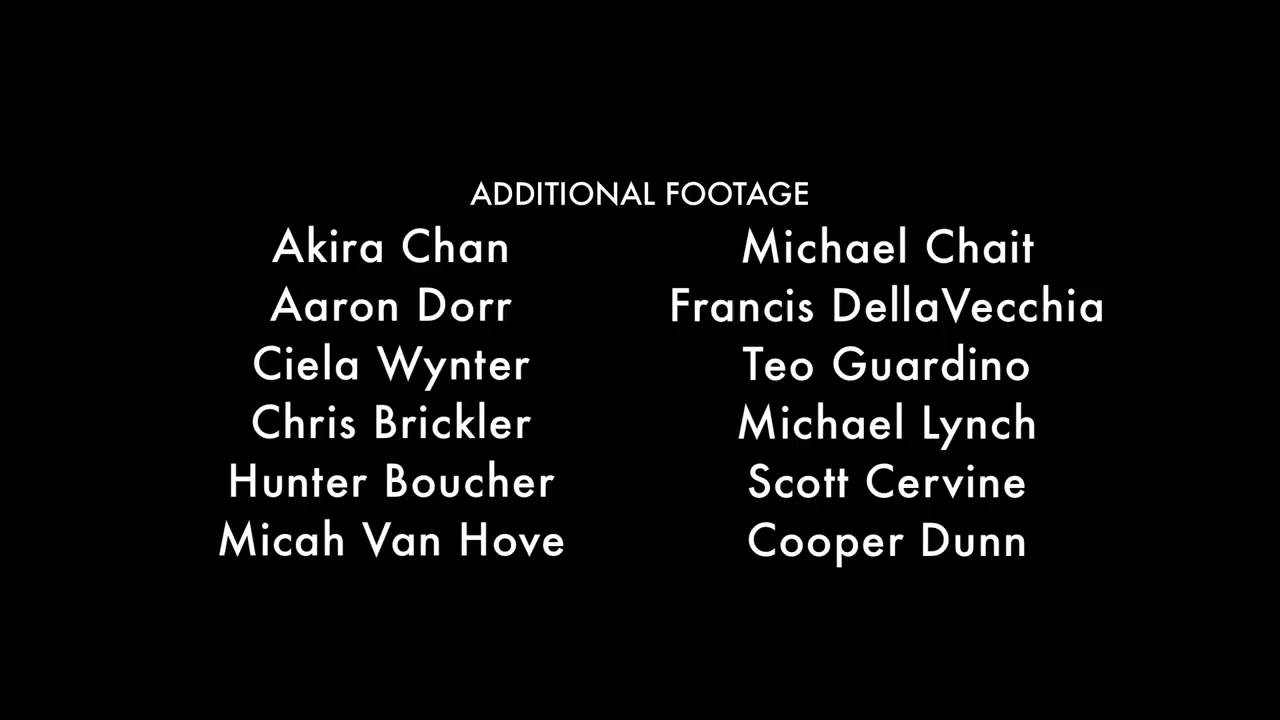 ADDITIONAL FOOTAGE
Akira Chan
Michael Chait
Aaron Dorr
Francis DellaVecchia
Ciela Wynter
Teo Guardino
Chris Brickler
Michael Lynch
Hunter Boucher
Scott Cervine
Micah Van Hove
Cooper Dunn